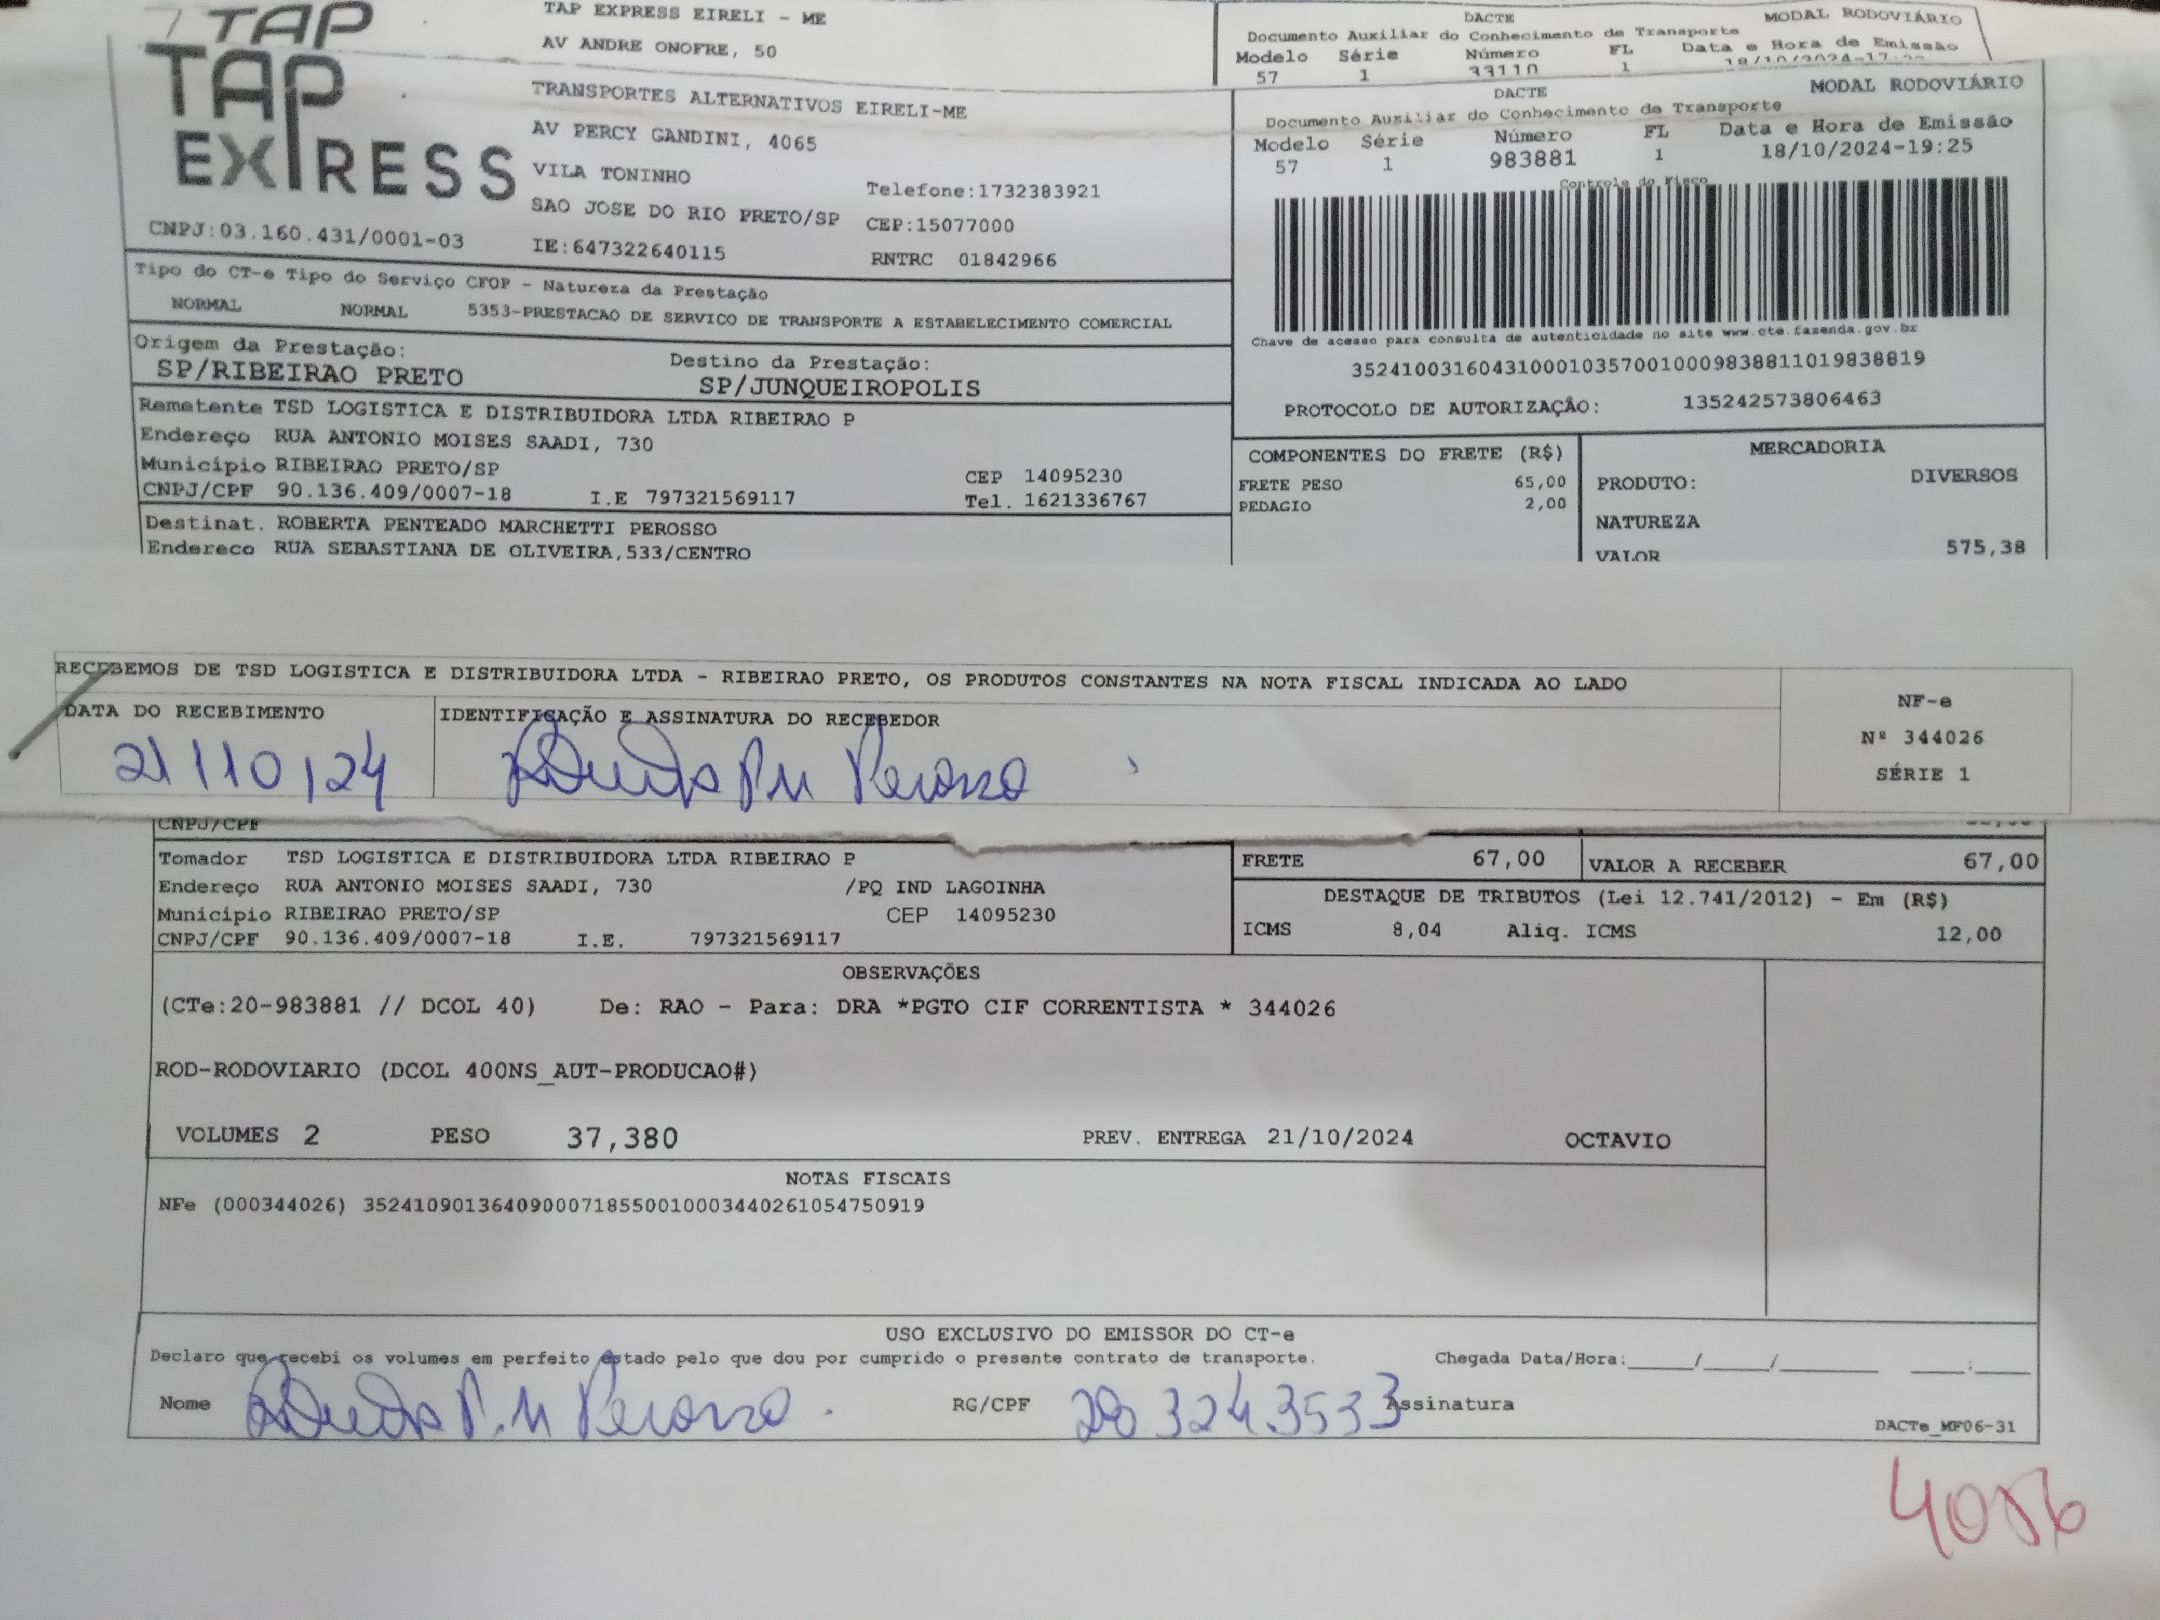 TAP
TAP EXPRESS EIRELI - ME
AV ANDRE ONOFRE, 50
DACTE
MODAL RODOVIÁRIO
Documento Auxiliar do Conhecimento de Transporte
Modelo Série Número FL Data e Hora de Emissão
57 1 33110 1
TAP
EXPRESS
CNPJ:03.160.431/0001-03
TRANSPORTES ALTERNATIVOS EIRELI-ME
AV PERCY GANDINI, 4065
VILA TONINHO Telefone:1732383921
SAO JOSE DO RIO PRETO/SP CEP:15077000
IE:647322640115 RNTRC 01842966
DACTE
MODAL RODOVIÁRIO
Documento Auxiliar do Conhecimento de Transporte
Modelo Série Número FL Data e Hora de Emissão
57 1 983881 1 18/10/2024-19:25
Controle do Fisco
Chave de acesso para consulta de autenticidade no site www.cte.fazenda.gov.br
35241003160431000103570010009838811019838819
PROTOCOLO DE AUTORIZAÇÃO: 135242573806463
Tipo do CT-e Tipo do Serviço CFOP - Natureza da Prestação
NORMAL NORMAL 5353-PRESTACAO DE SERVICO DE TRANSPORTE A ESTABELECIMENTO COMERCIAL
Origem da Prestação: Destino da Prestação:
SP/RIBEIRAO PRETO SP/JUNQUEIROPOLIS
Remetente TSD LOGISTICA E DISTRIBUIDORA LTDA RIBEIRAO P
Endereço RUA ANTONIO MOISES SAADI, 730
Município RIBEIRAO PRETO/SP CEP 14095230
CNPJ/CPF 90.136.409/0007-18 I.E 797321569117 Tel. 1621336767
Destinat. ROBERTA PENTEADO MARCHETTI PEROSSO
Endereco RUA SEBASTIANA DE OLIVEIRA,533/CENTRO
COMPONENTES DO FRETE (R$)
FRETE PESO 65,00
PEDAGIO 2,00
MERCADORIA
PRODUTO: DIVERSOS
NATUREZA
VALOR 575,38
RECEBEMOS DE TSD LOGISTICA E DISTRIBUIDORA LTDA - RIBEIRAO PRETO, OS PRODUTOS CONSTANTES NA NOTA FISCAL INDICADA AO LADO
DATA DO RECEBIMENTO IDENTIFICAÇÃO E ASSINATURA DO RECEBEDOR
21/10/24 P M Perosso
NF-e
Nº 344026
SÉRIE 1
CNPJ/CPF
Tomador TSD LOGISTICA E DISTRIBUIDORA LTDA RIBEIRAO P
Endereço RUA ANTONIO MOISES SAADI, 730 /PQ IND LAGOINHA
Município RIBEIRAO PRETO/SP CEP 14095230
CNPJ/CPF 90.136.409/0007-18 I.E. 797321569117
FRETE 67,00 VALOR A RECEBER 67,00
DESTAQUE DE TRIBUTOS (Lei 12.741/2012) - Em (R$)
ICMS 8,04 Aliq. ICMS 12,00
OBSERVAÇÕES
(CTe:20-983881 // DCOL 40) De: RAO - Para: DRA *PGTO CIF CORRENTISTA * 344026
ROD-RODOVIARIO (DCOL 400NS_AUT-PRODUCAO#)
VOLUMES 2 PESO 37,380 PREV. ENTREGA 21/10/2024 OCTAVIO
NOTAS FISCAIS
NFe (000344026) 35241090136409000718550010003440261054750919
USO EXCLUSIVO DO EMISSOR DO CT-e
Declaro que recebi os volumes em perfeito estado pelo que dou por cumprido o presente contrato de transporte. Chegada Data/Hora:_____/_____/_______ ____:____
Nome P. M Perosso. RG/CPF 20 324.3533 Assinatura
DACTe_MF06-31